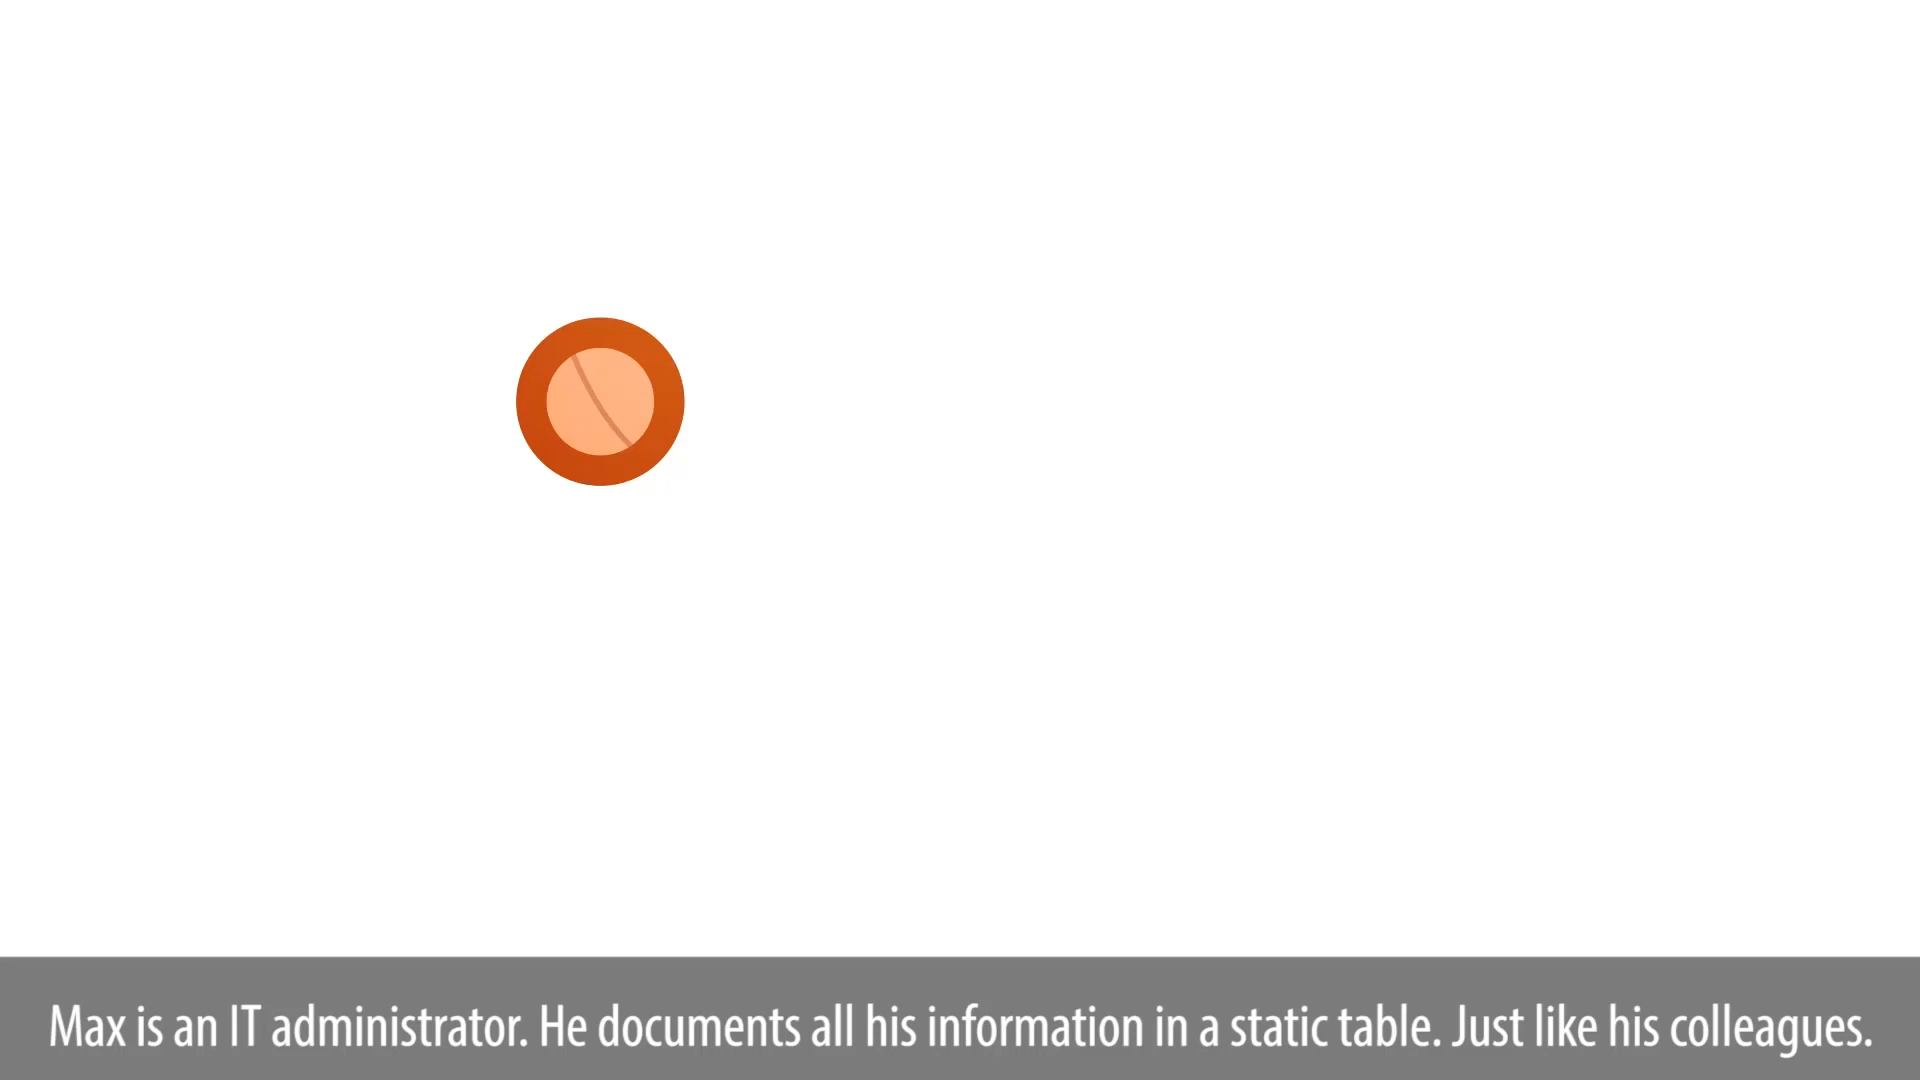 Max is an IT administrator. He documents all his information in a static table. Just like his colleagues.